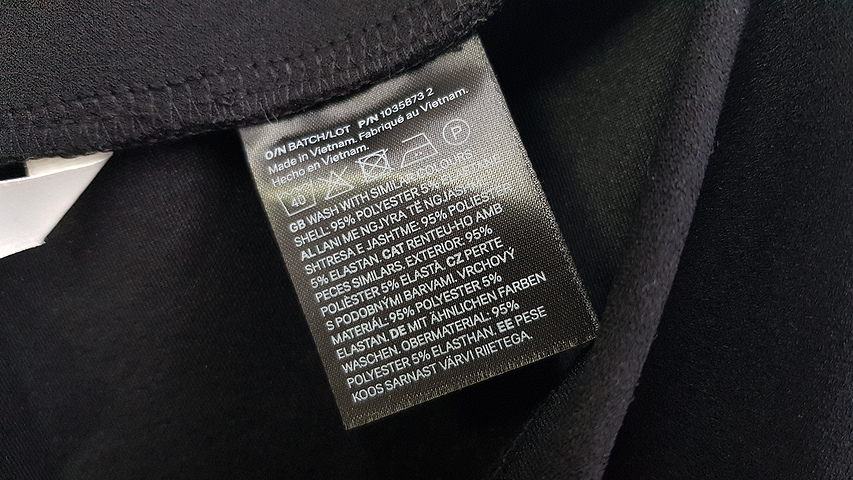 O/N BATCH/LOT P/N 1035873 2
Made in Vietnam. Fabriqué au Vietnam.
Hecho en Vietnam.
40 P
GB WASH WITH SIMILAR COLOURS
SHELL: 95% POLYESTER 5%
AL LANI ME NGJYRA TË NGJASHME
SHTRESA E JASHTME: 95% POLIESTER
5% ELASTAN. CAT RENTEU-HO AMB
PECES SIMILARS. EXTERIOR: 95%
POLIÈSTER 5% ELASTÀ. CZ PERTE
S PODOBNÝMI BARVAMI. VRCHOVÝ
MATERIÁL: 95% POLYESTER 5%
ELASTAN. DE MIT ÄHNLICHEN FARBEN
WASCHEN. OBERMATERIAL: 95%
POLYESTER 5% ELASTHAN. EE PESE
KOOS SARNAST VÄRVI RIIETEGA.